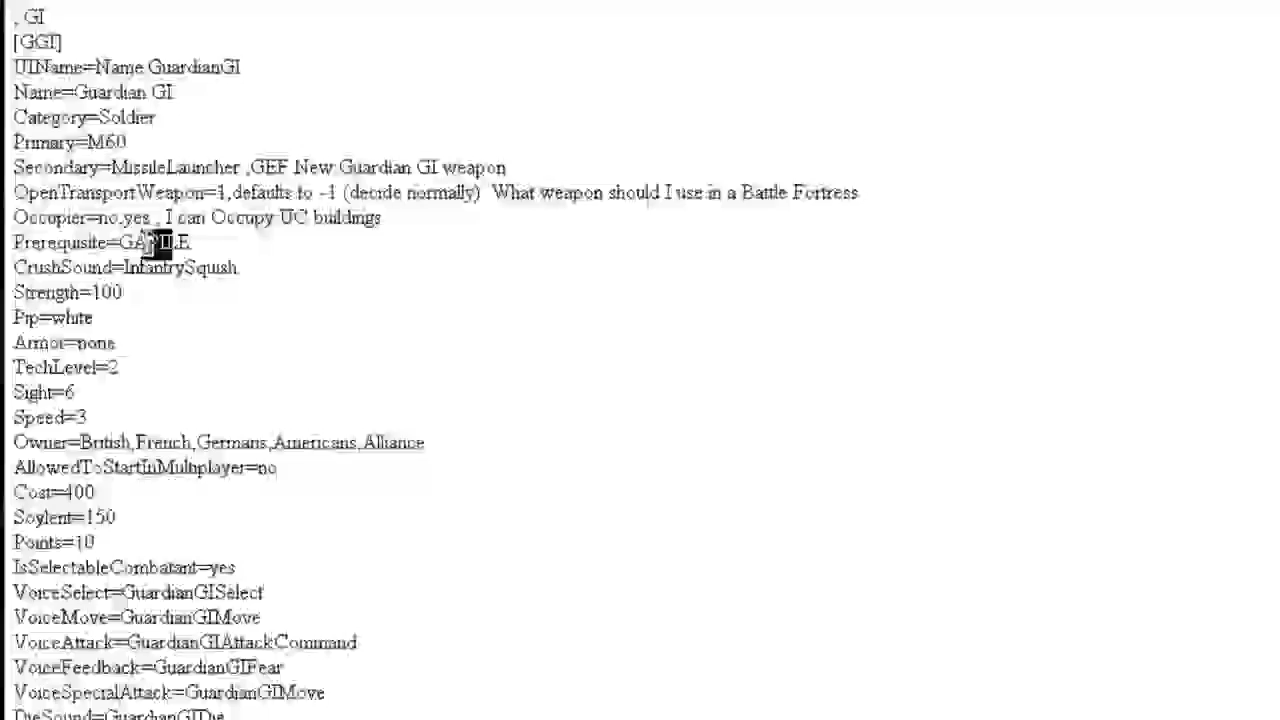 , GI
[GGI]
UIName=Name GuardianGI
Name=Guardian GI
Category=Soldier
Primary=M60
Secondary=MissileLauncher ,GEF New Guardian GI weapon
OpenTransportWeapon=1,defaults to -1 (decide normally) What weapon should I use in a Battle Fortress
Occupier=no,yes , I can Occupy UC buildings
Prerequisite=GAPILE
CrushSound=InfantrySquish
Strength=100
Pip=white
Armor=none
TechLevel=2
Sight=6
Speed=3
Owner=British,French,Germans,Americans,Alliance
AllowedToStartInMultiplayer=no
Cost=400
Soylent=150
Points=10
IsSelectableCombatant=yes
VoiceSelect=GuardianGISelect
VoiceMove=GuardianGIMove
VoiceAttack=GuardianGIAttackCommand
VoiceFeedback=GuardianGIFear
VoiceSpecialAttack=GuardianGIMove
DieSound=GuardianGIDie